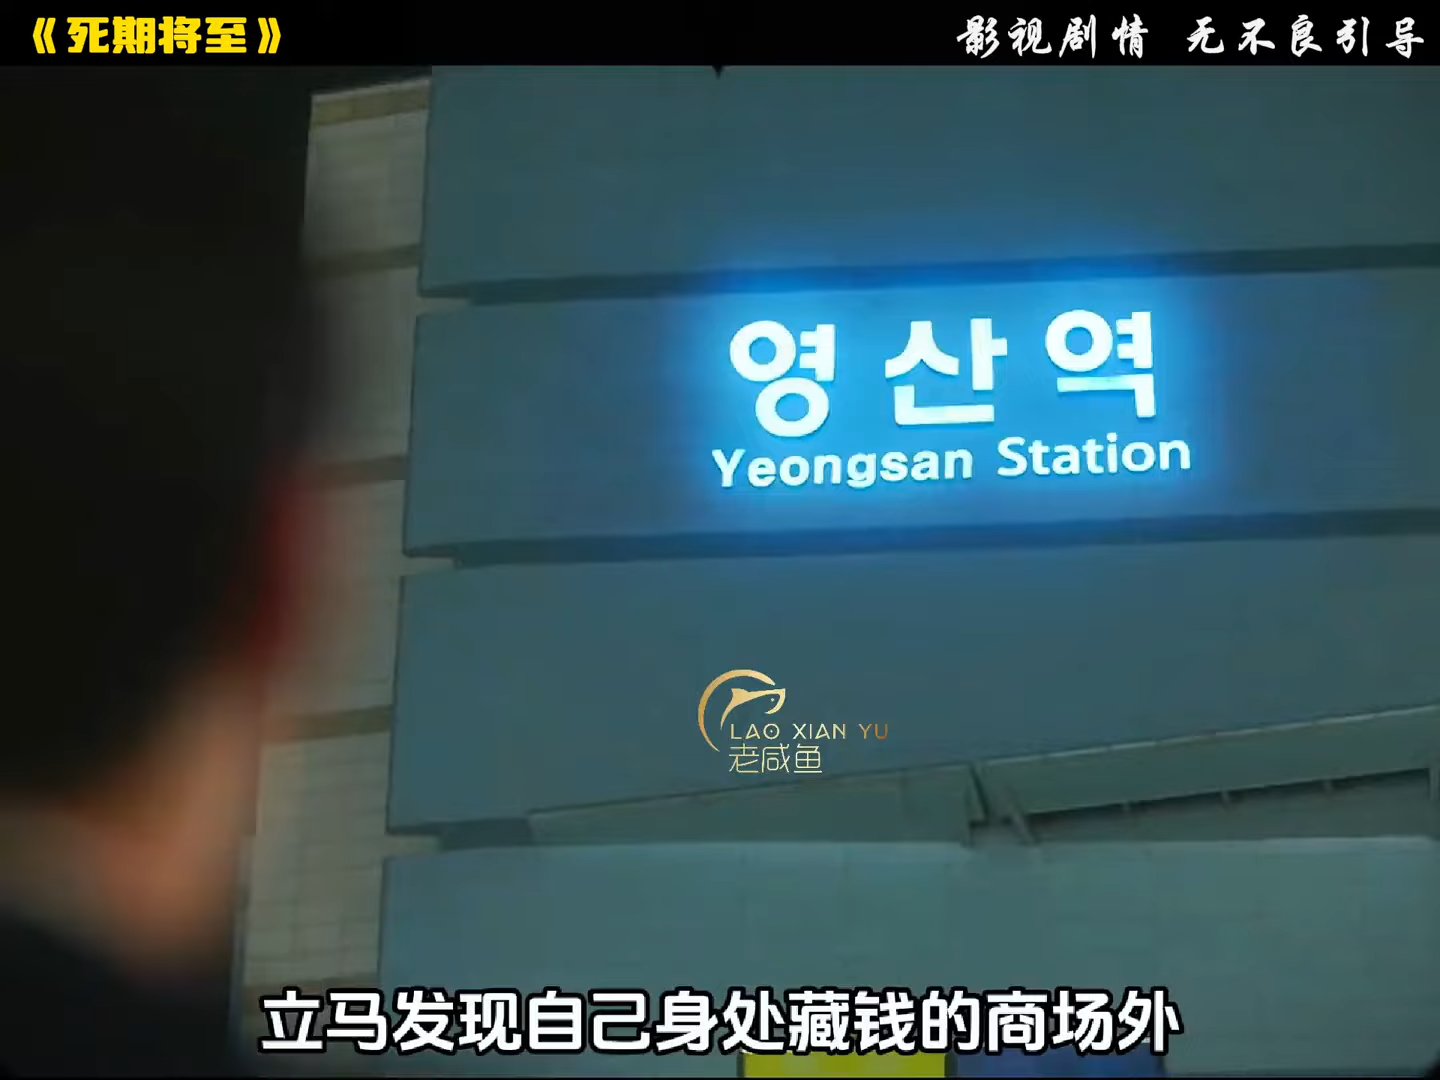 《死期将至》
影视剧情 无不良引导
영산역
Yeongsan Station
LAO XIAN YU
老咸鱼
立马发现自己身处藏钱的商场外